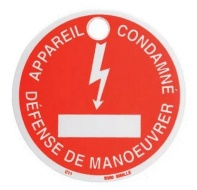 APPAREIL CONDAMNÉ
DÉFENSE DE MANOEUVRER